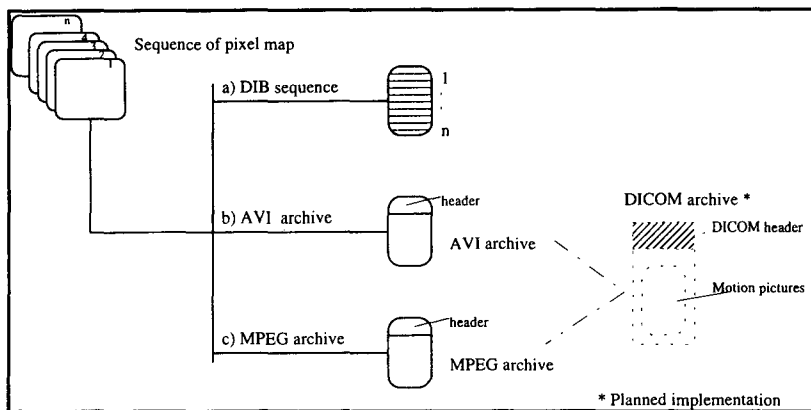 n
4
3
2
1
Sequence of pixel map
a) DIB sequence
1
.
.
n
header
b) AVI archive
AVI archive
DICOM archive *
DICOM header
Motion pictures
header
c) MPEG archive
MPEG archive
* Planned implementation